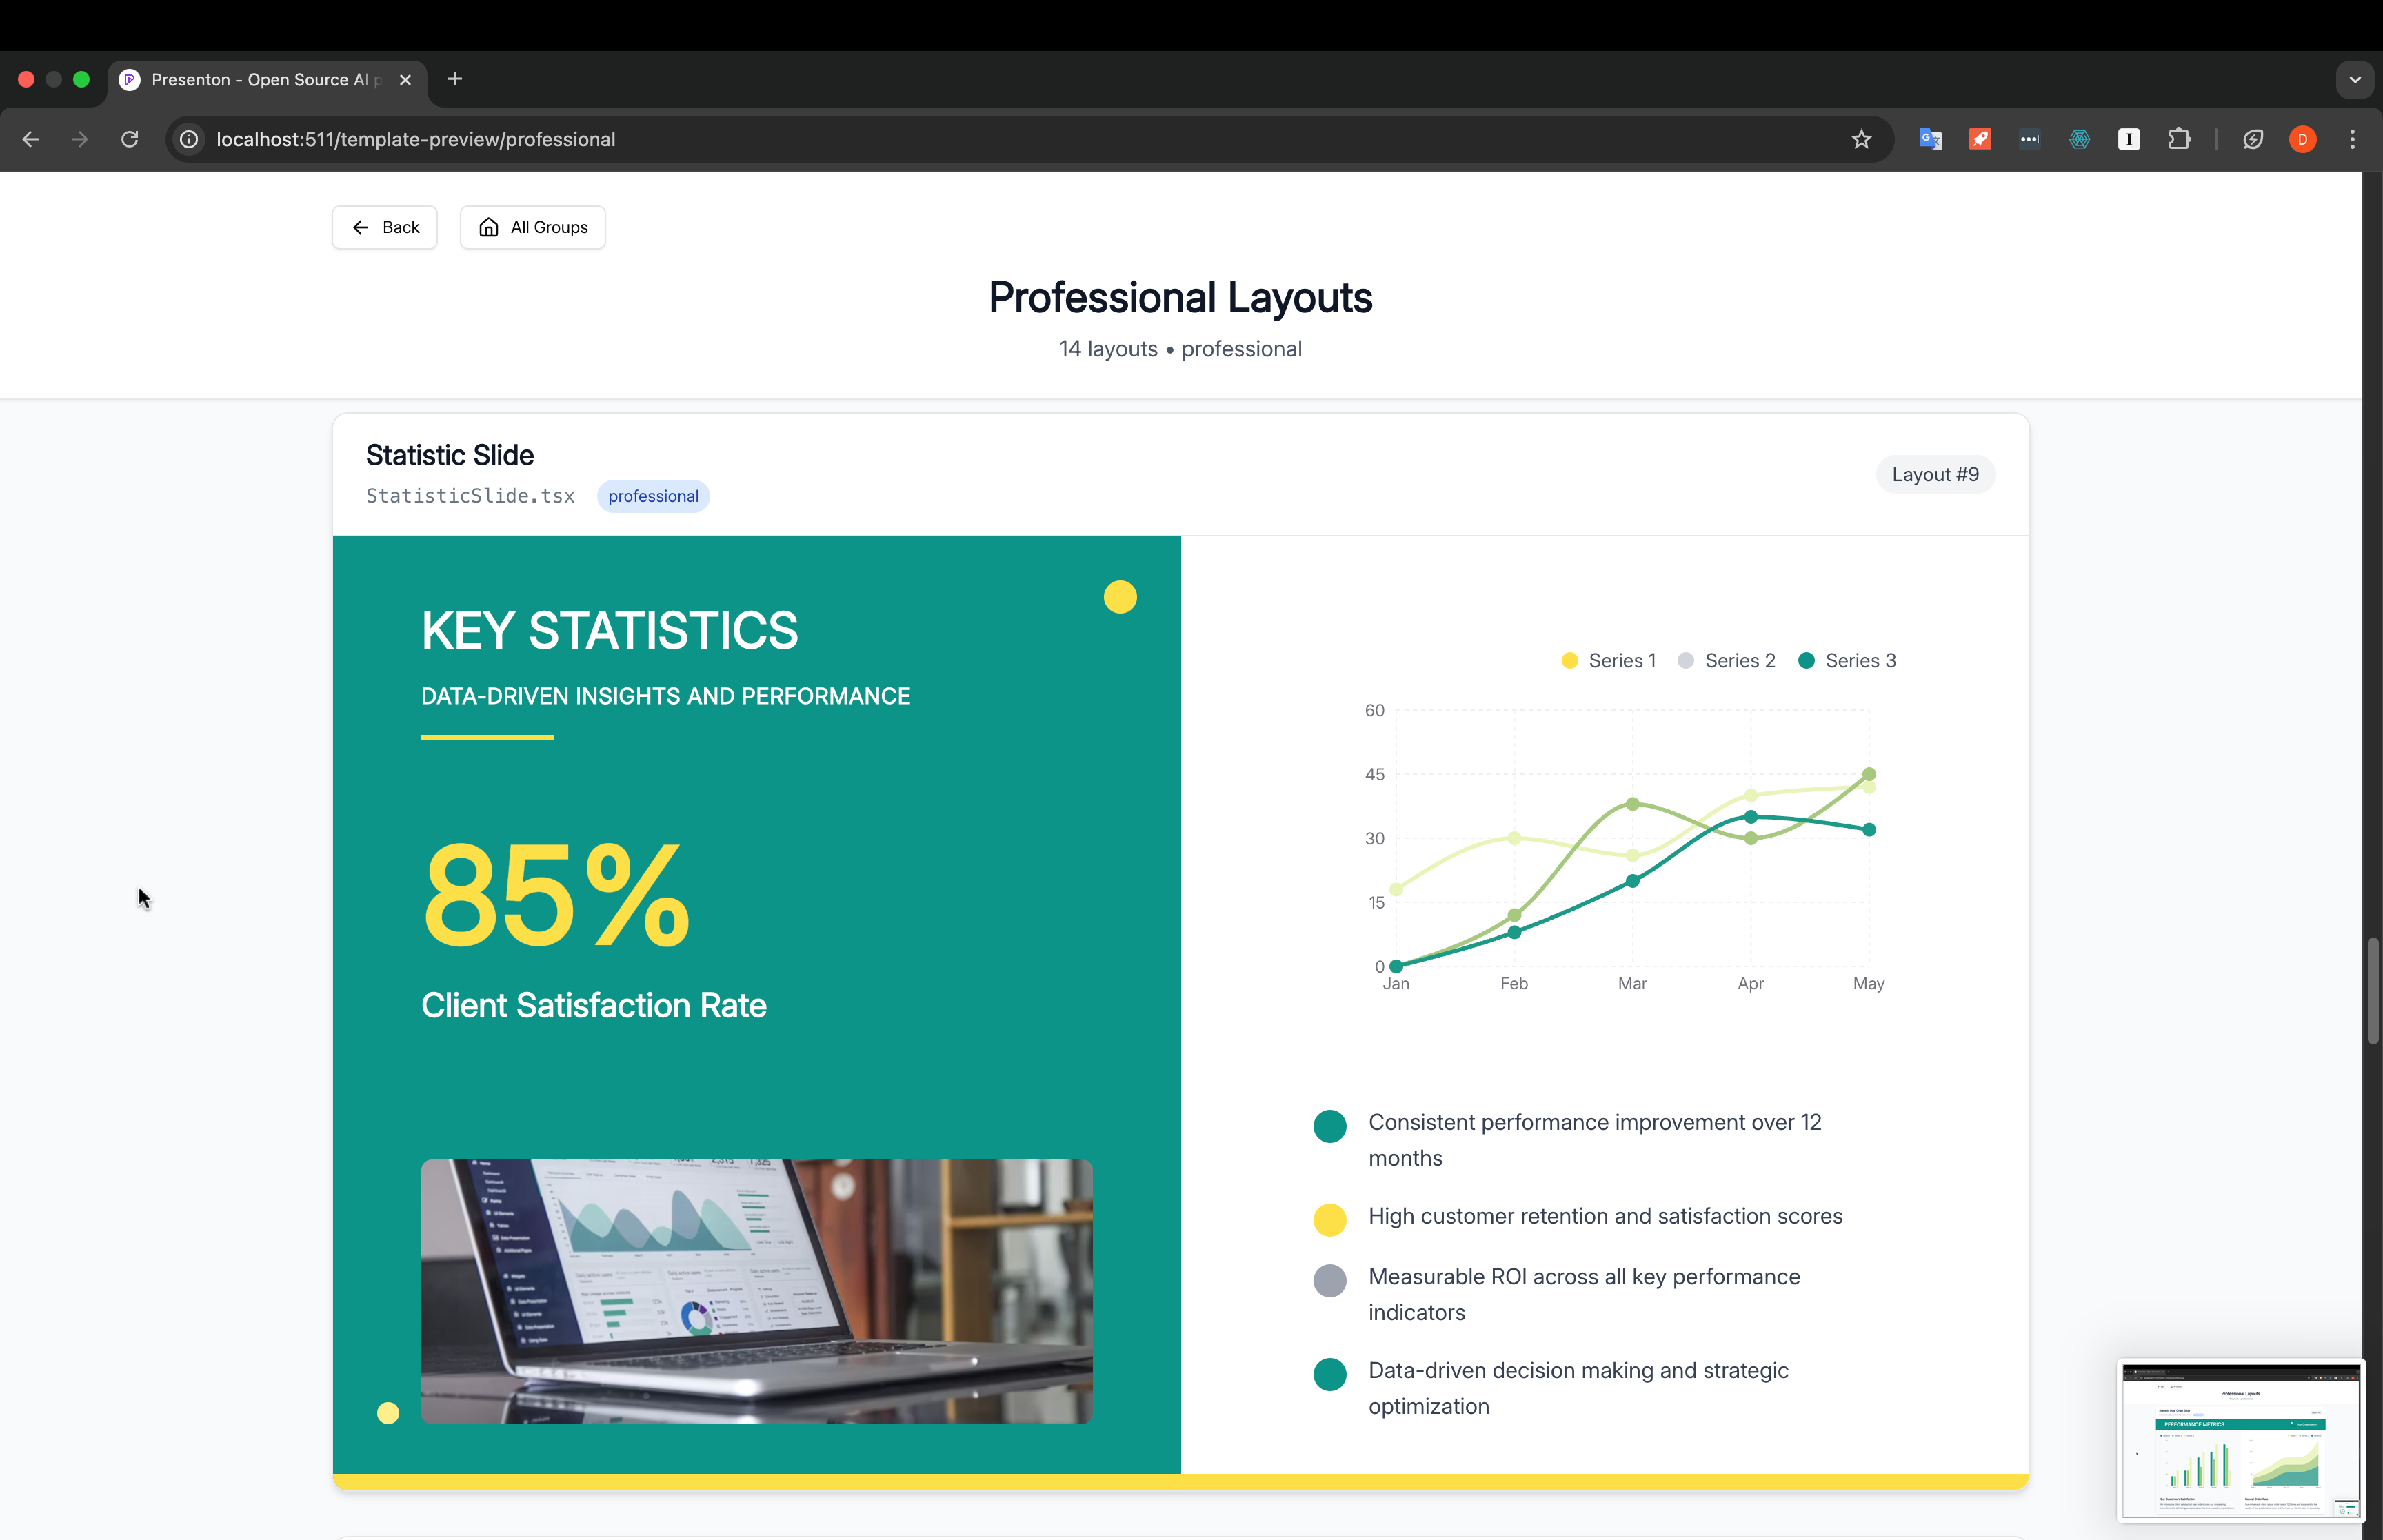 Presenton - Open Source AI p
localhost:511/template-preview/professional
D
Back
All Groups
Professional Layouts
14 layouts • professional
Statistic Slide
StatisticSlide.tsx
professional
Layout #9
KEY STATISTICS
DATA-DRIVEN INSIGHTS AND PERFORMANCE
85%
Client Satisfaction Rate
Series 1
Series 2
Series 3
60
45
30
15
0
Jan
Feb
Mar
Apr
May
Consistent performance improvement over 12
months
High customer retention and satisfaction scores
Measurable ROI across all key performance
indicators
Data-driven decision making and strategic
optimization
Professional Layouts
PERFORMANCE METRICS